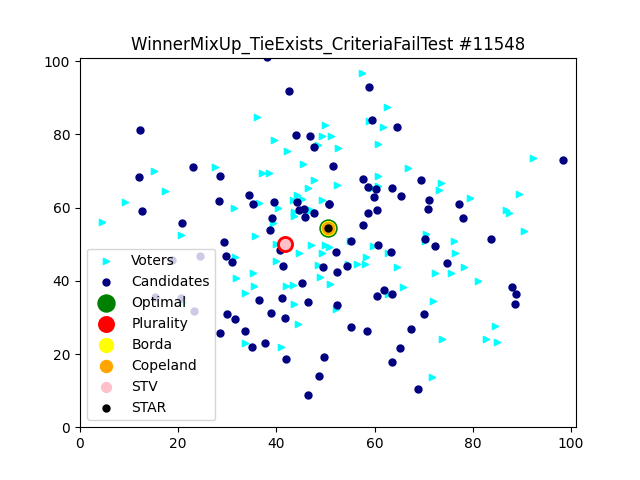 WinnerMixUp_TieExists_CriteriaFailTest #11548
100
80
60
40
20
0
Voters
Candidates
Optimal
Plurality
Borda
Copeland
STV
STAR
0 20 40 60 80 100